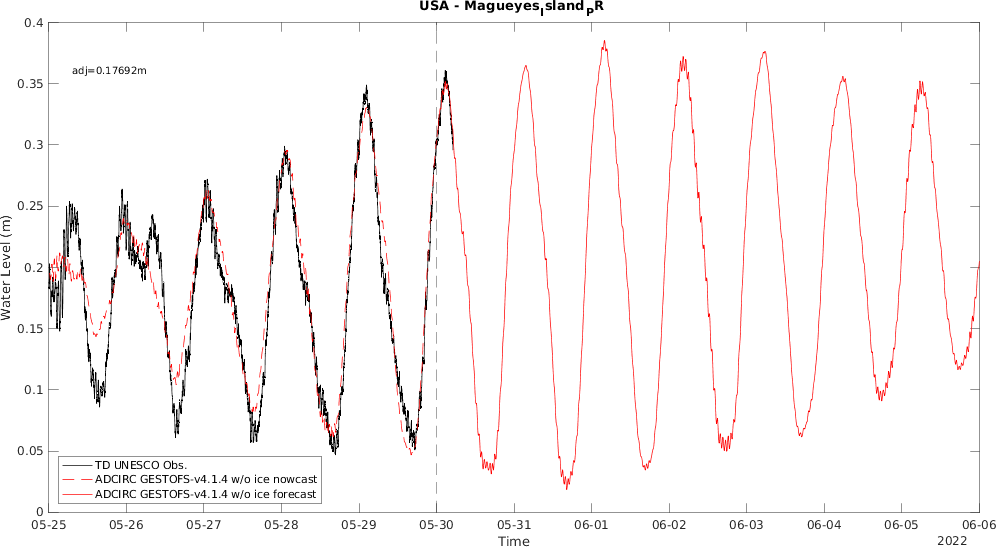 USA - Magueyes_Island_PR
0.4
adj=0.17692m
0.35
0.3
0.25
0.2
0.15
0.1
0.05
0
Water Level (m)
TD UNESCO Obs.
ADCIRC GESTOFS-v4.1.4 w/o ice nowcast
ADCIRC GESTOFS-v4.1.4 w/o ice forecast
05-25 05-26 05-27 05-28 05-29 05-30 05-31 06-01 06-02 06-03 06-04 06-05 06-06
Time
2022